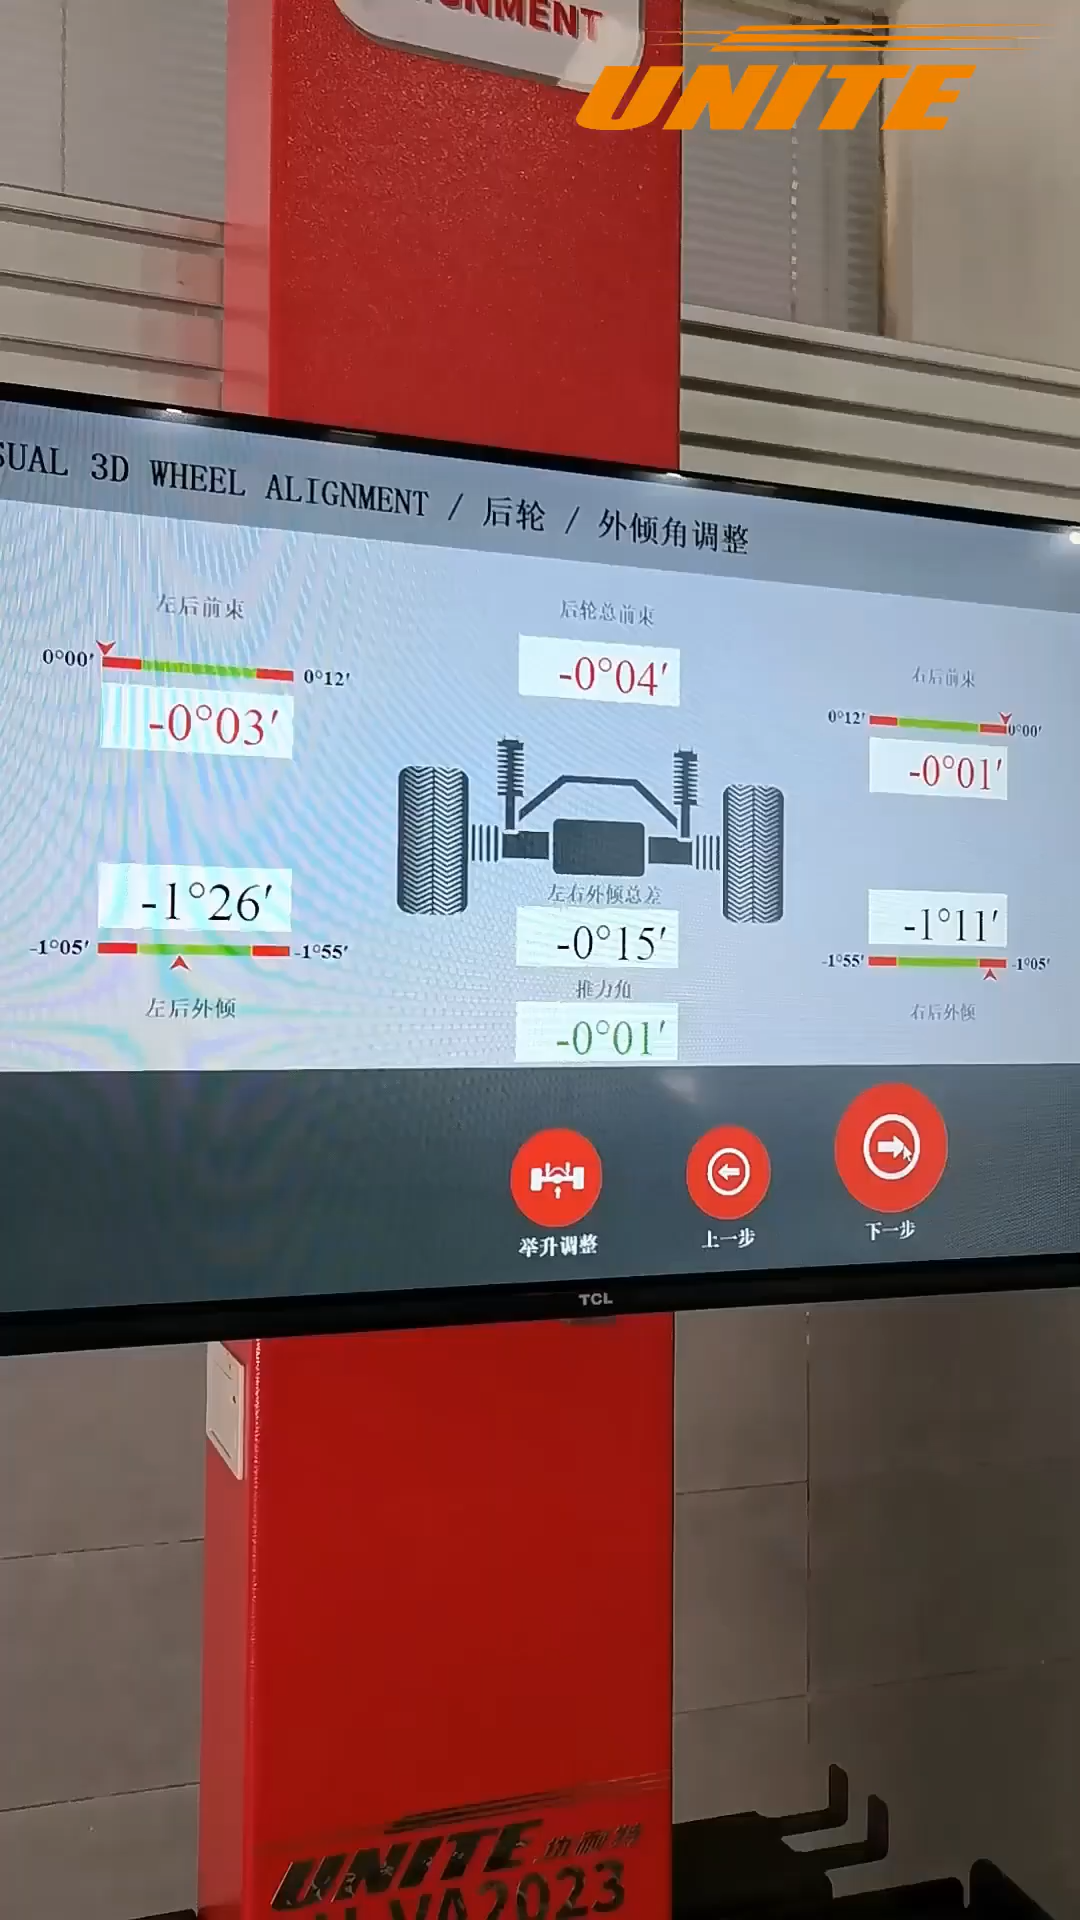 UNITE
SUAL 3D WHEEL ALIGNMENT / 后轮 / 外倾角调整
左后前束
0°00′
0°12′
-0°03′
后轮总前束
-0°04′
右后前束
0°12′
0°00′
-0°01′
-1°26′
-1°05′
-1°55′
左后外倾
左右外倾总差
-0°15′
推力角
-0°01′
-1°11′
-1°55′
-1°05′
右后外倾
举升调整
上一步
下一步
TCL
UNITE
2023